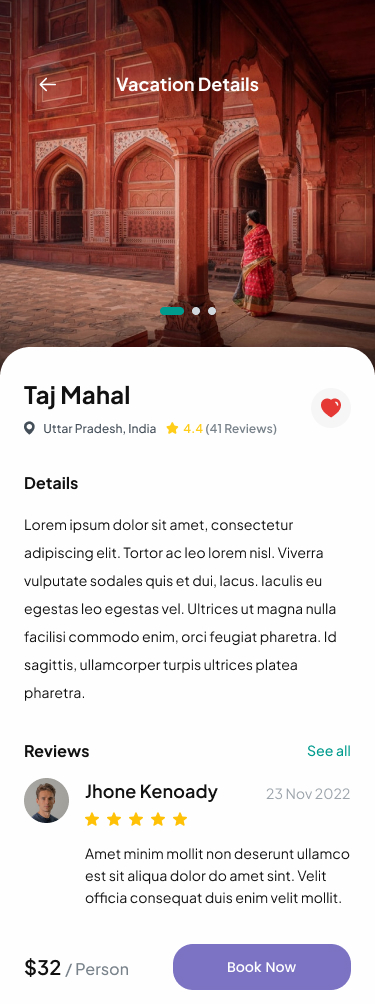 Vacation Details
Taj Mahal
Uttar Pradesh, India 4.4 (41 Reviews)
Details
Lorem ipsum dolor sit amet, consectetur
adipiscing elit. Tortor ac leo lorem nisl. Viverra
vulputate sodales quis et dui, lacus. Iaculis eu
egestas leo egestas vel. Ultrices ut magna nulla
facilisi commodo enim, orci feugiat pharetra. Id
sagittis, ullamcorper turpis ultrices platea
pharetra.
Reviews See all
Jhone Kenoady 23 Nov 2022
Amet minim mollit non deserunt ullamco
est sit aliqua dolor do amet sint. Velit
officia consequat duis enim velit mollit.
$32 / Person Book Now